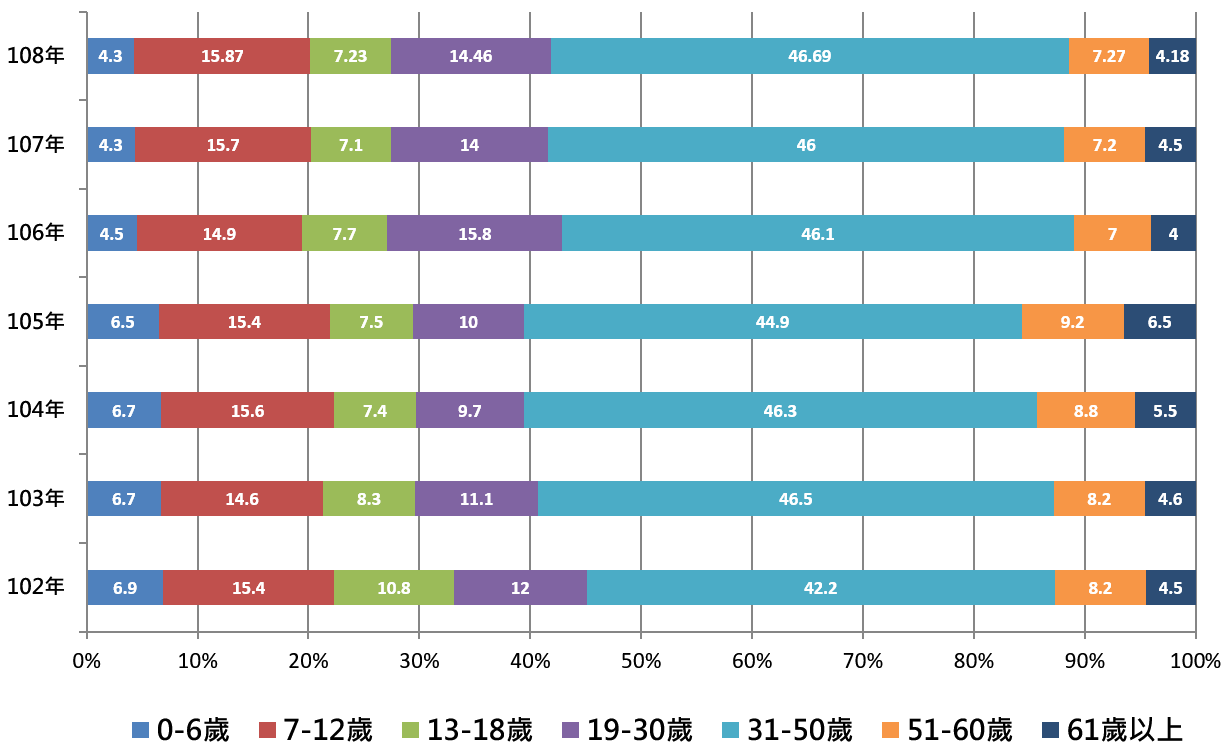 108年 4.3 15.87 7.23 14.46 46.69 7.27 4.18
107年 4.3 15.7 7.1 14 46 7.2 4.5
106年 4.5 14.9 7.7 15.8 46.1 7 4
105年 6.5 15.4 7.5 10 44.9 9.2 6.5
104年 6.7 15.6 7.4 9.7 46.3 8.8 5.5
103年 6.7 14.6 8.3 11.1 46.5 8.2 4.6
102年 6.9 15.4 10.8 12 42.2 8.2 4.5
0% 10% 20% 30% 40% 50% 60% 70% 80% 90% 100%
0-6歲 7-12歲 13-18歲 19-30歲 31-50歲 51-60歲 61歲以上